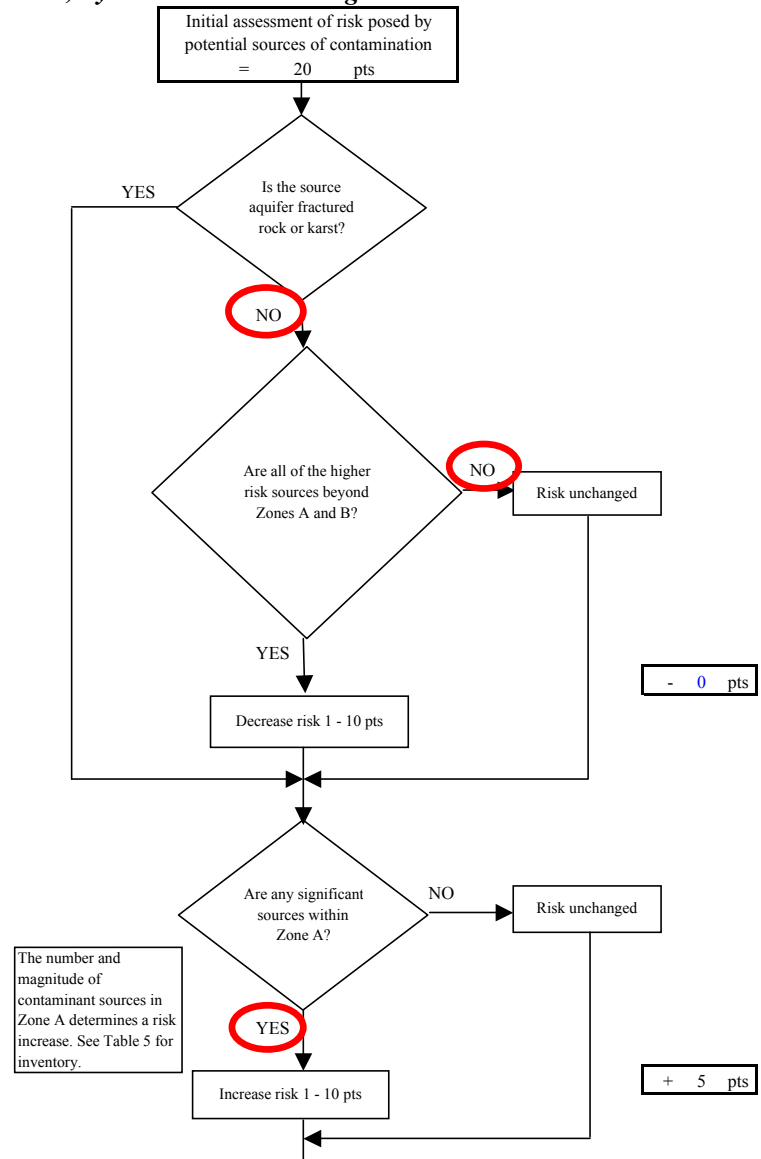 Initial assessment of risk posed by
potential sources of contamination
= 20 pts
YES
Is the source
aquifer fractured
rock or karst?
NO
Are all of the higher
risk sources beyond
Zones A and B?
NO
Risk unchanged
YES
- 0 pts
Decrease risk 1 - 10 pts
Are any significant
sources within
Zone A?
NO
Risk unchanged
The number and
magnitude of
contaminant sources in
Zone A determines a risk
increase. See Table 5 for
inventory.
YES
+ 5 pts
Increase risk 1 - 10 pts